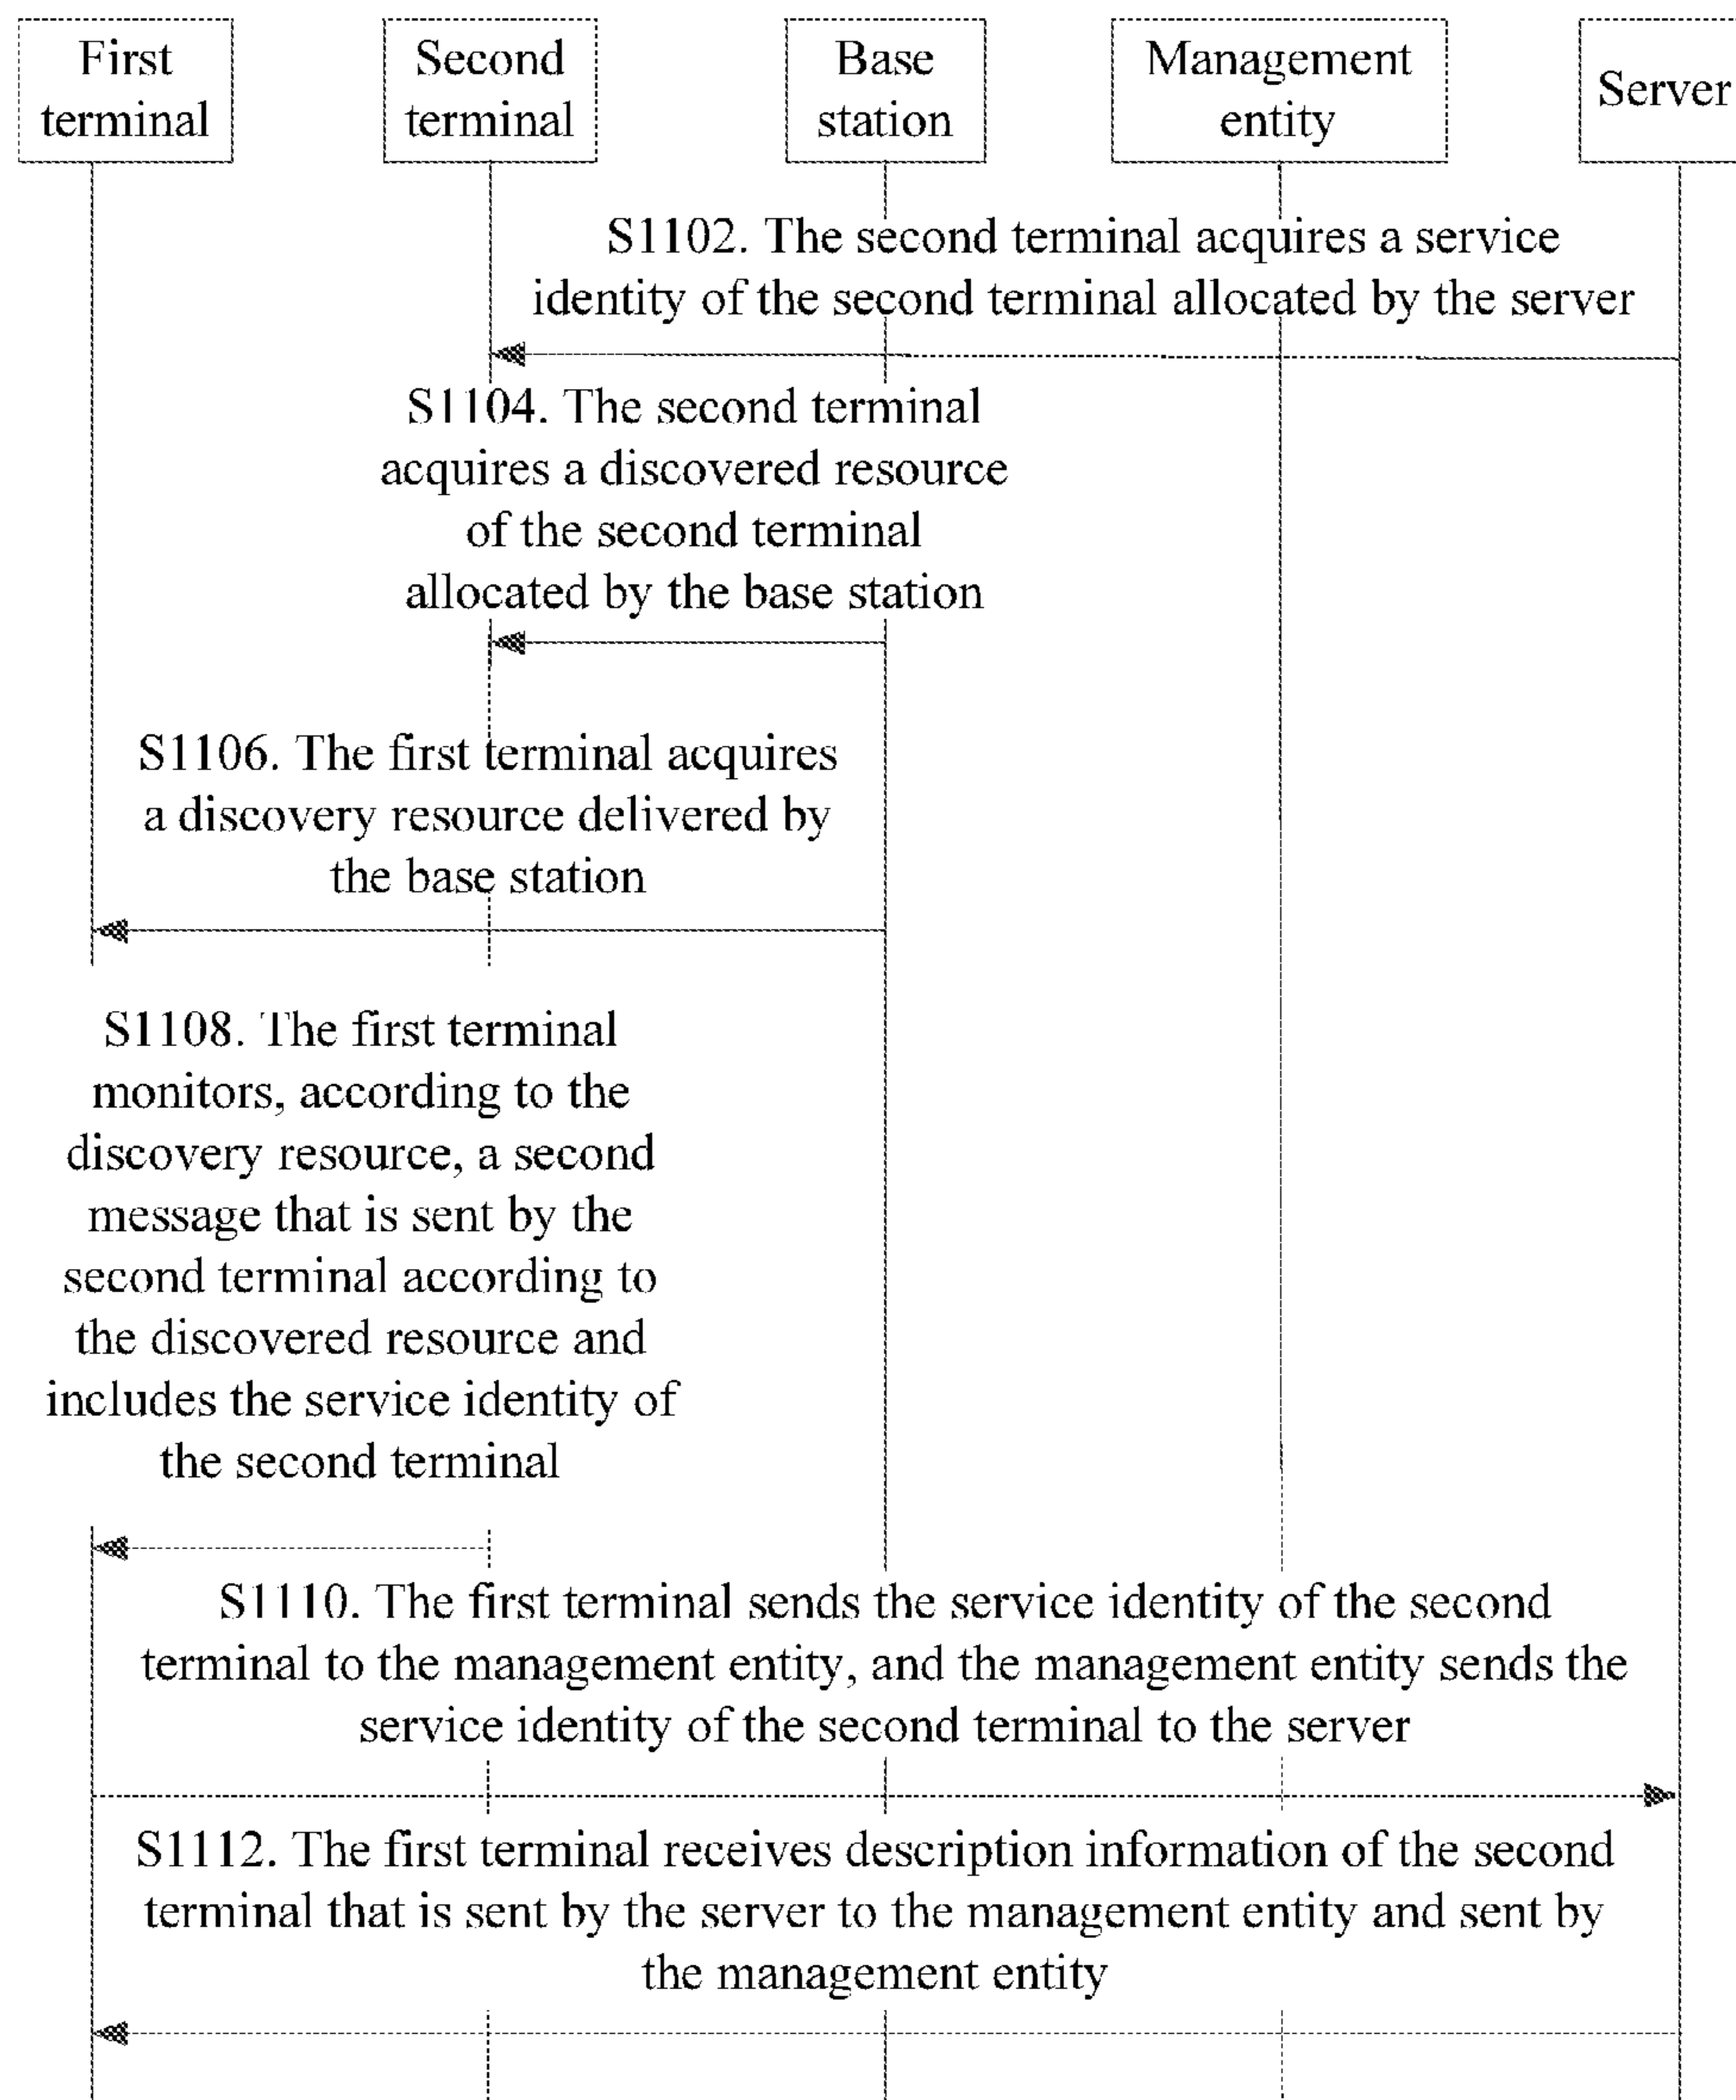 First
terminal
Second
terminal
Base
station
Management
entity
Server
S1102. The second terminal acquires a service
identity of the second terminal allocated by the server
S1104. The second terminal
acquires a discovered resource
of the second terminal
allocated by the base station
S1106. The first terminal acquires
a discovery resource delivered by
the base station
S1108. The first terminal
monitors, according to the
discovery resource, a second
message that is sent by the
second terminal according to
the discovered resource and
includes the service identity of
the second terminal
S1110. The first terminal sends the service identity of the second
terminal to the management entity, and the management entity sends the
service identity of the second terminal to the server
S1112. The first terminal receives description information of the second
terminal that is sent by the server to the management entity and sent by
the management entity